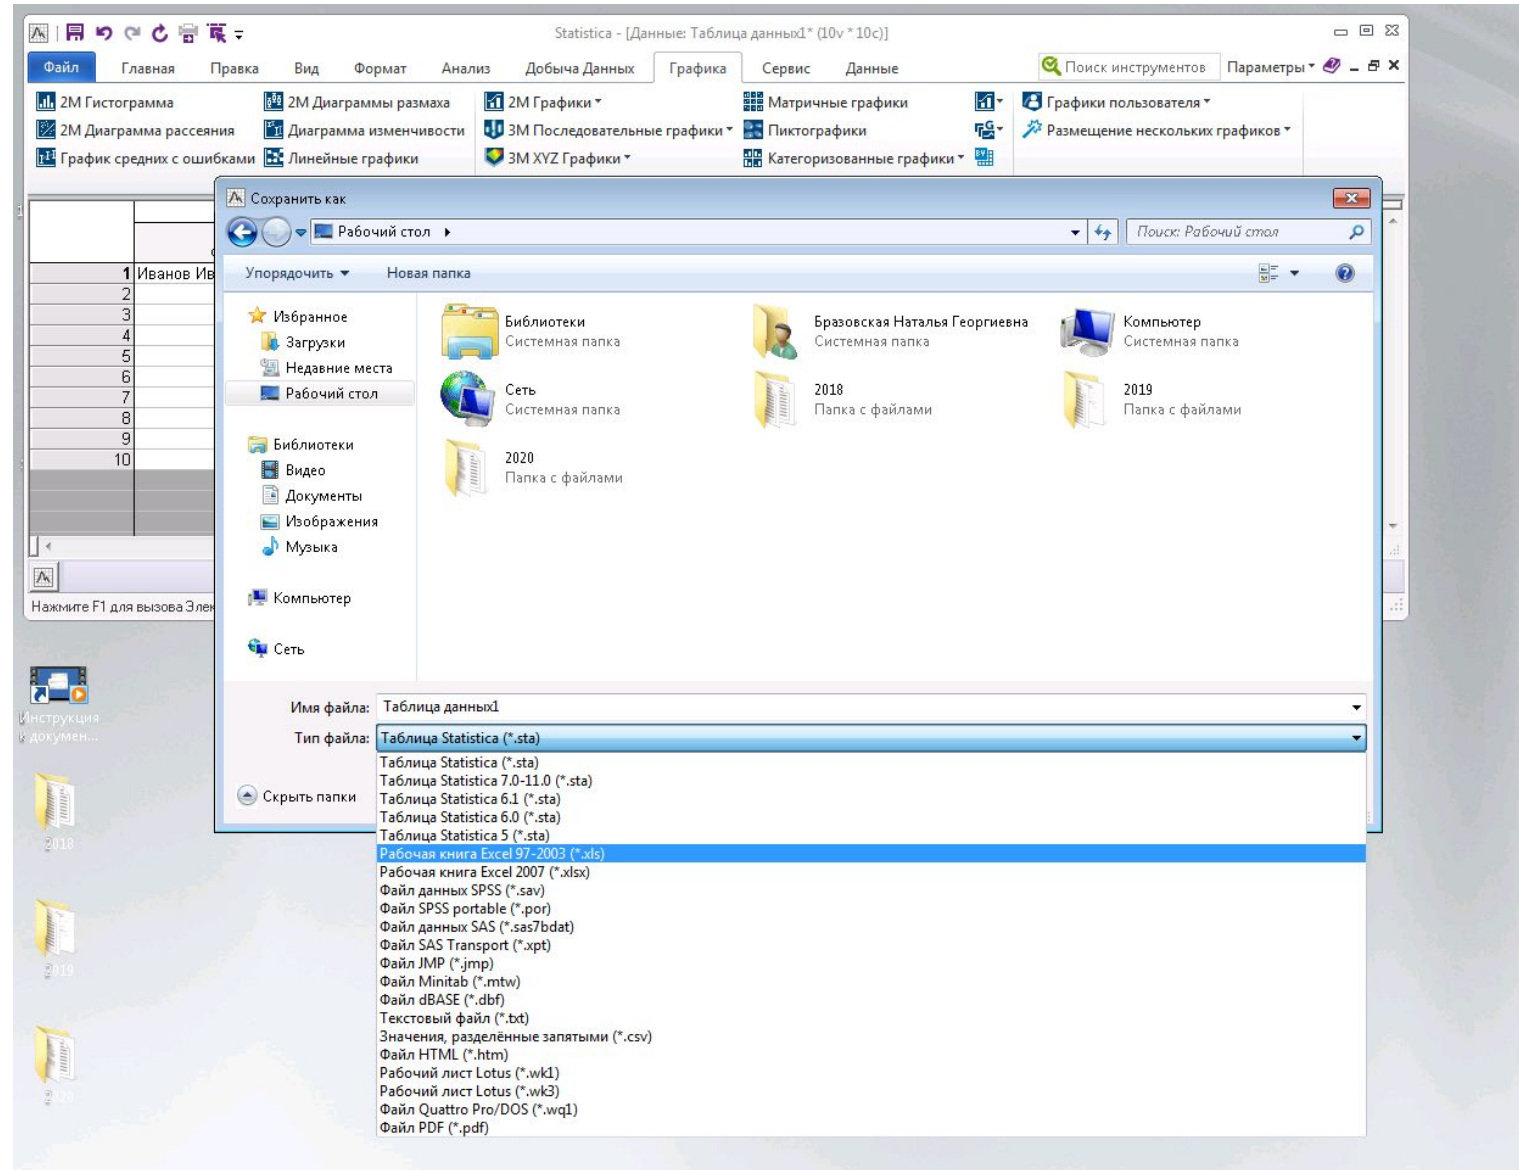 Statistica - [Данные: Таблица данных1* (10v * 10c)]
Файл Главная Правка Вид Формат Анализ Добыча Данных Графика Сервис Данные Поиск инструментов Параметры
2М Гистограмма 2М Диаграммы размаха 2М Графики Матричные графики Графики пользователя
2М Диаграмма рассеяния Диаграмма изменчивости 3М Последовательные графики Пиктографики Размещение нескольких графиков
График средних с ошибками Линейные графики 3М XYZ Графики Категоризованные графики
Сохранить как
Рабочий стол
Поиск: Рабочий стол
Упорядочить Новая папка
1 Иванов Ив
2
3
4
5
6
7
8
9
10
Избранное
Загрузки
Недавние места
Рабочий стол
Библиотеки
Видео
Документы
Изображения
Музыка
Компьютер
Сеть
Библиотеки
Системная папка
Бразовская Наталья Георгиевна
Системная папка
Компьютер
Системная папка
Сеть
Системная папка
2018
Папка с файлами
2019
Папка с файлами
2020
Папка с файлами
Нажмите F1 для вызова Элек
Имя файла: Таблица данных1
Тип файла: Таблица Statistica (*.sta)
Скрыть папки
Таблица Statistica (*.sta)
Таблица Statistica 7.0-11.0 (*.sta)
Таблица Statistica 6.1 (*.sta)
Таблица Statistica 6.0 (*.sta)
Таблица Statistica 5 (*.sta)
Рабочая книга Excel 97-2003 (*.xls)
Рабочая книга Excel 2007 (*.xlsx)
Файл данных SPSS (*.sav)
Файл SPSS portable (*.por)
Файл данных SAS (*.sas7bdat)
Файл SAS Transport (*.xpt)
Файл JMP (*.jmp)
Файл Minitab (*.mtw)
Файл dBASE (*.dbf)
Текстовый файл (*.txt)
Значения, разделённые запятыми (*.csv)
Файл HTML (*.htm)
Рабочий лист Lotus (*.wk1)
Рабочий лист Lotus (*.wk3)
Файл Quattro Pro/DOS (*.wq1)
Файл PDF (*.pdf)
Инструкция
к докумен...
2018
2019
2020